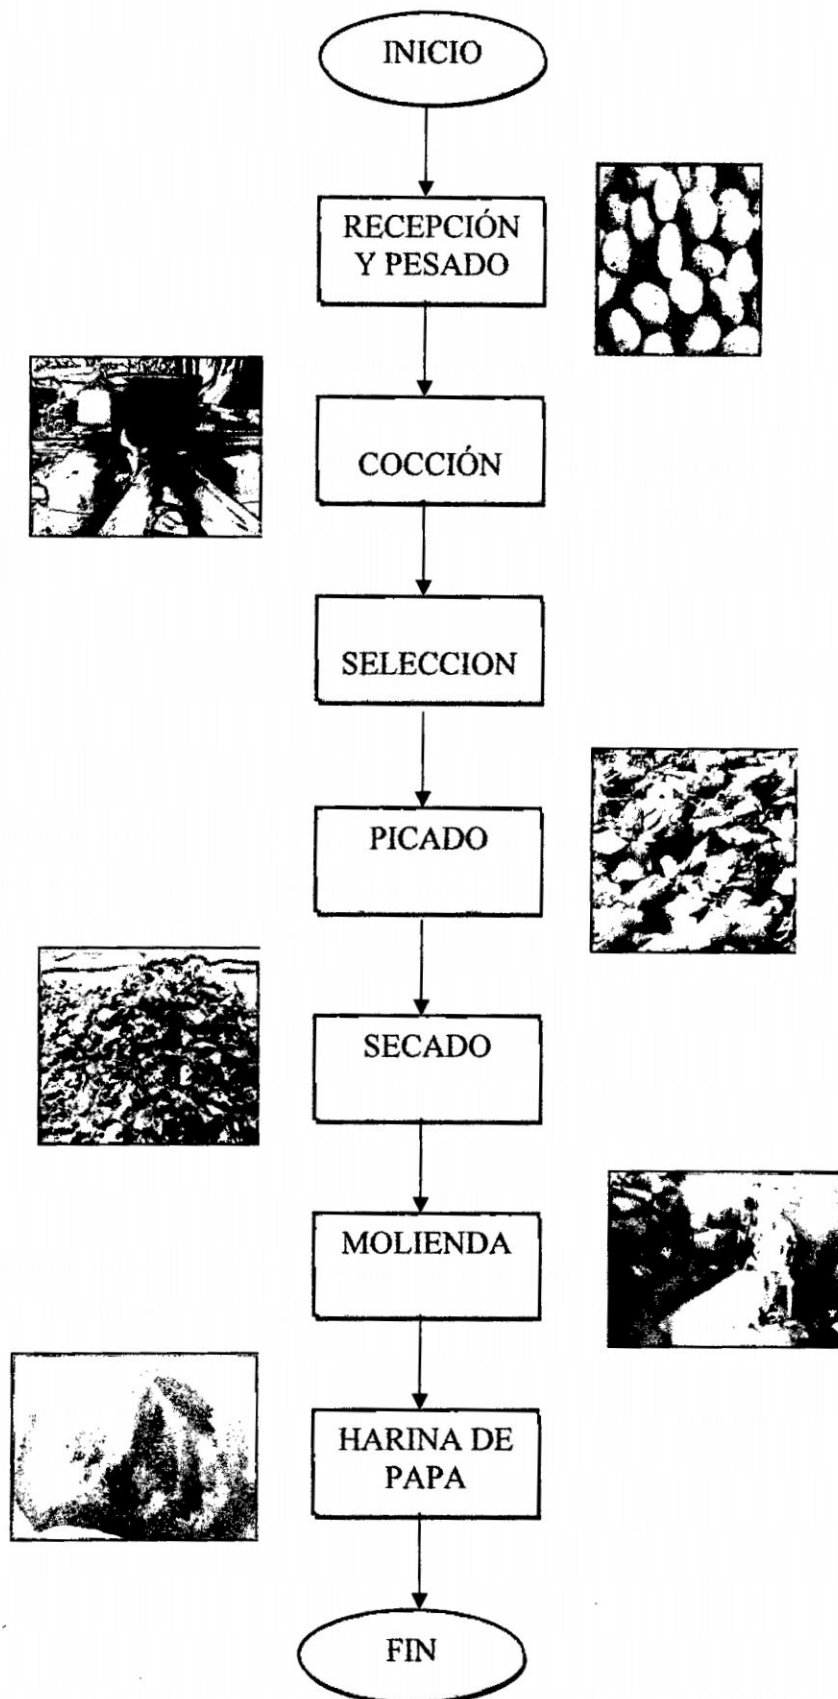 INICIO
RECEPCIÓN
Y PESADO
COCCIÓN
SELECCION
PICADO
SECADO
MOLIENDA
HARINA DE
PAPA
FIN